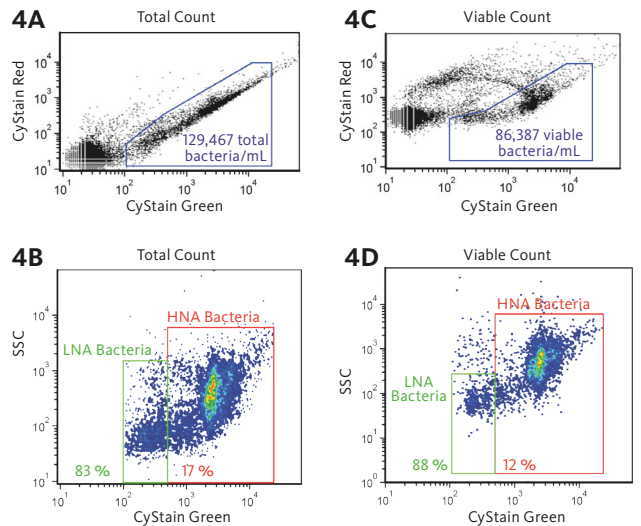 4A
Total Count
CyStain Red
10⁴
10³
10²
10¹
129,467 total
bacteria/mL
10¹ 10² 10³ 10⁴
CyStain Green
4C
Viable Count
CyStain Red
10⁴
10³
10²
10¹
86,387 viable
bacteria/mL
10¹ 10² 10³ 10⁴
CyStain Green
4B
Total Count
SSC
10⁴
10³
10²
10¹
HNA Bacteria
LNA Bacteria
83 %
17 %
10¹ 10² 10³ 10⁴
CyStain Green
4D
Viable Count
SSC
10⁴
10³
10²
10¹
10⁰
HNA Bacteria
LNA
Bacteria
88 %
12 %
10¹ 10² 10³ 10⁴
CyStain Green